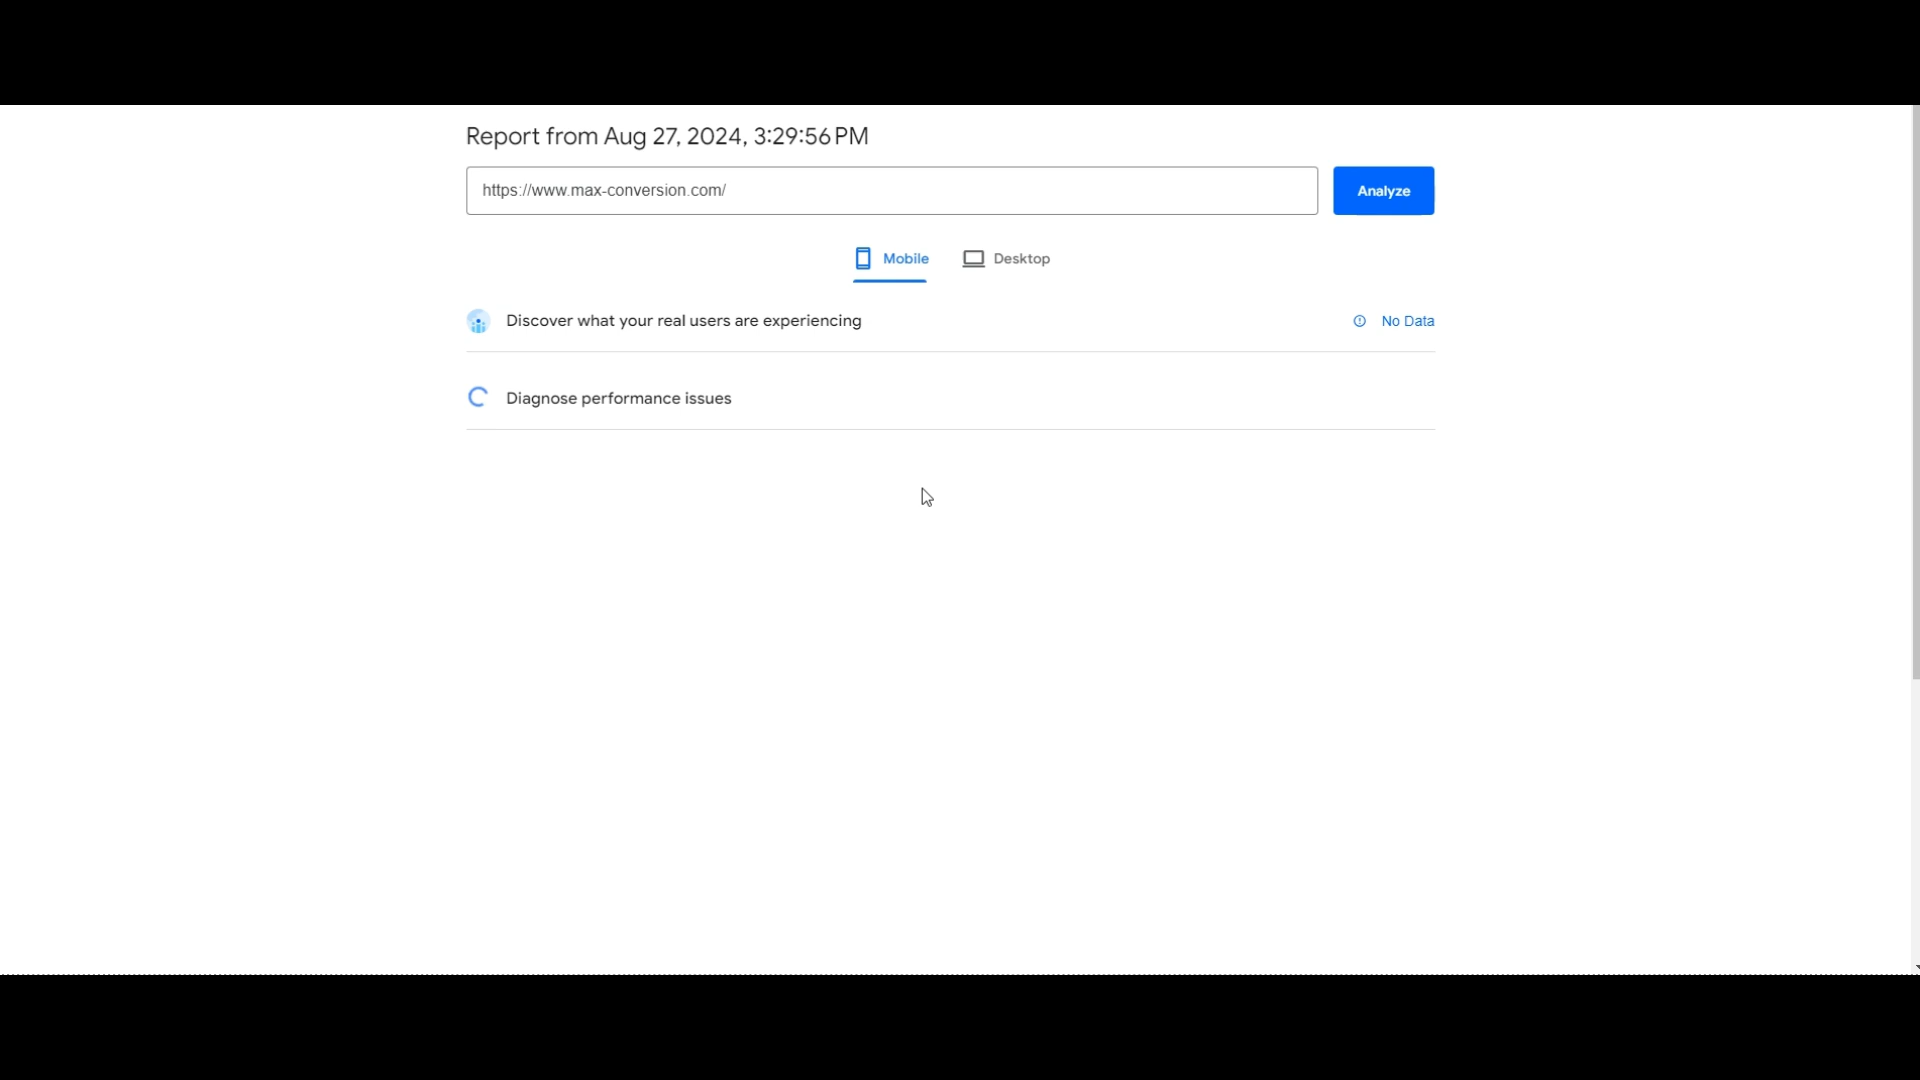 Report from Aug 27, 2024, 3:29:56 PM
https://www.max-conversion.com/
Analyze
Mobile
Desktop
Discover what your real users are experiencing
No Data
Diagnose performance issues